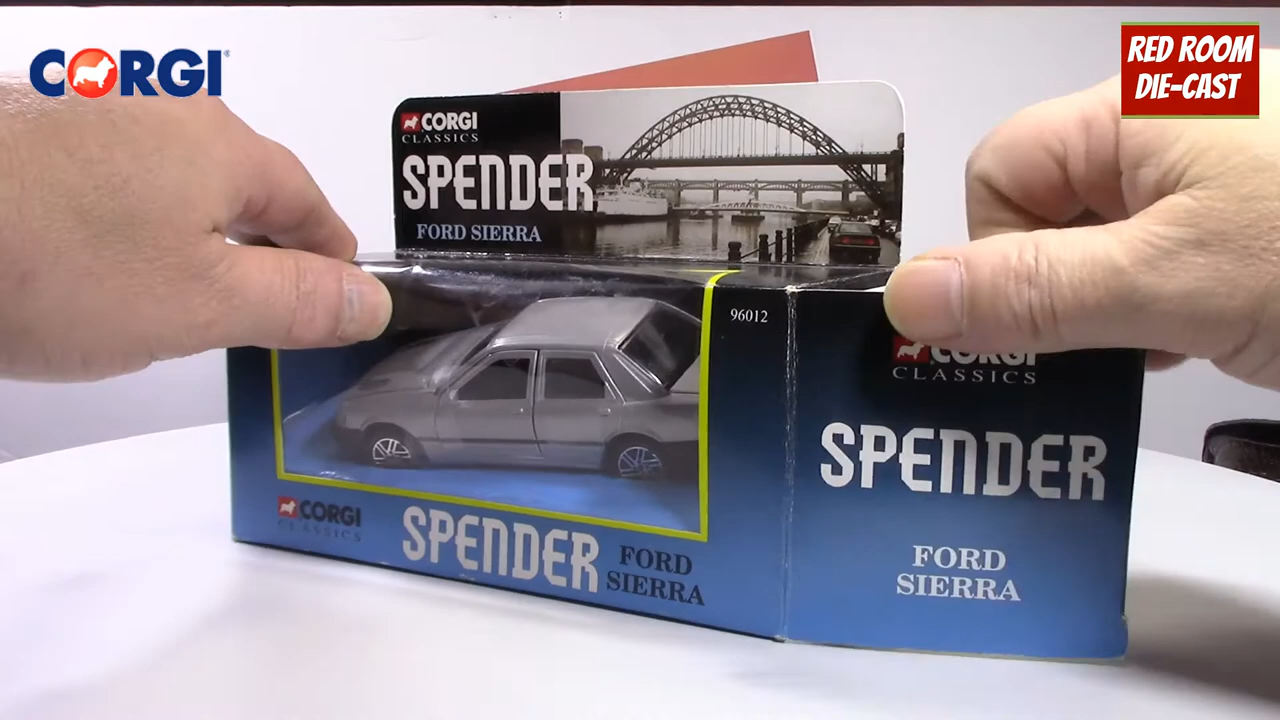 CORGI
RED ROOM
DIE-CAST
CORGI
CLASSICS
SPENDER
FORD SIERRA
96012
CORGI
CLASSICS
SPENDER
FORD
SIERRA
CORGI
CLASSICS
SPENDER
FORD
SIERRA